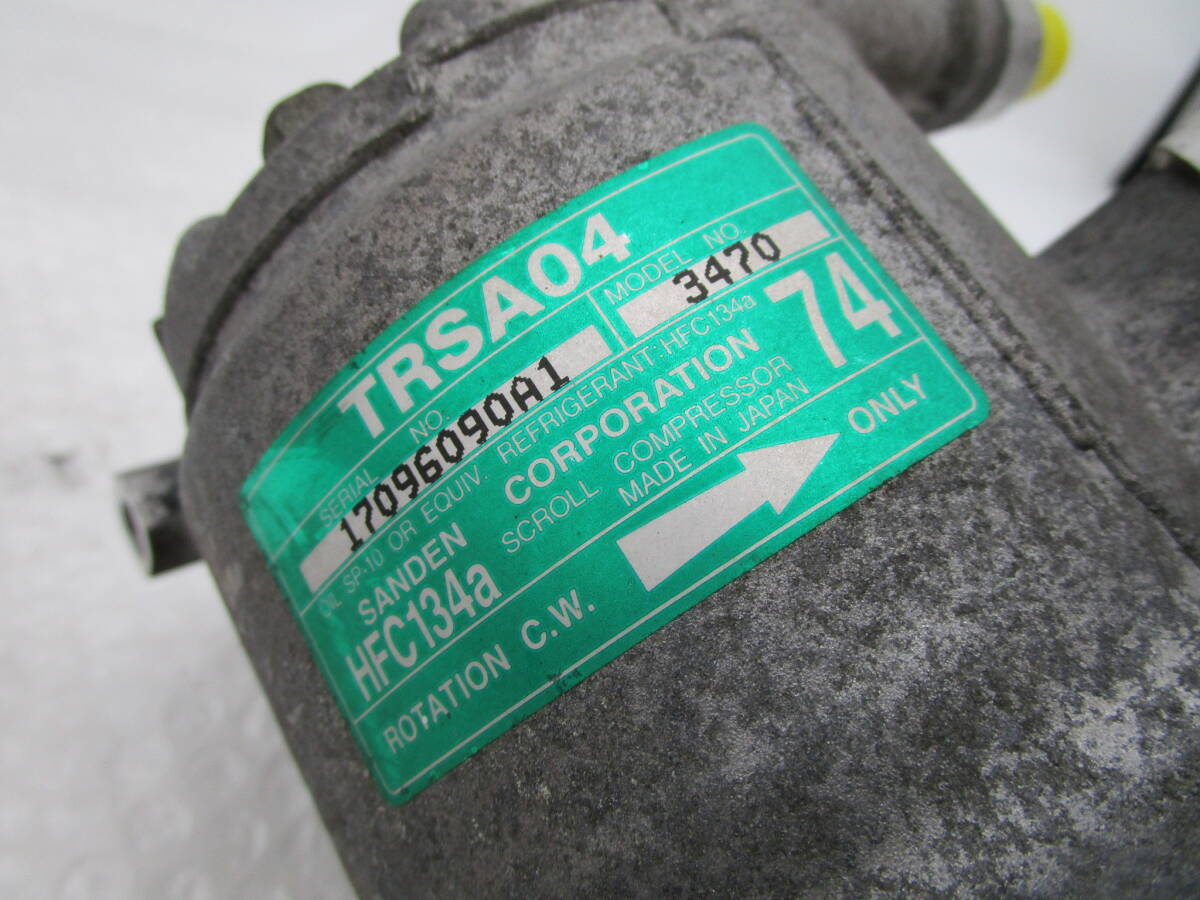 TRSA04
SERIAL NO.
17096090A1
MODEL NO.
3470
OIL SP-10 OR EQUIV. REFRIGERANT:HFC134a
SANDEN CORPORATION
74
HFC134a
SCROLL COMPRESSOR
MADE IN JAPAN
ROTATION C.W.
ONLY